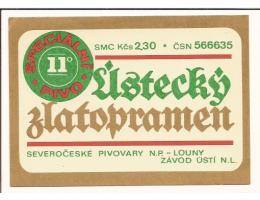 SPECIÁLNÍ
11°
PIVO
SMC Kčs 2,30 • ČSN 566635
Ústecký
zlatopramen
SEVEROČESKÉ PIVOVARY N.P. – LOUNY
ZÁVOD ÚSTÍ N.L.